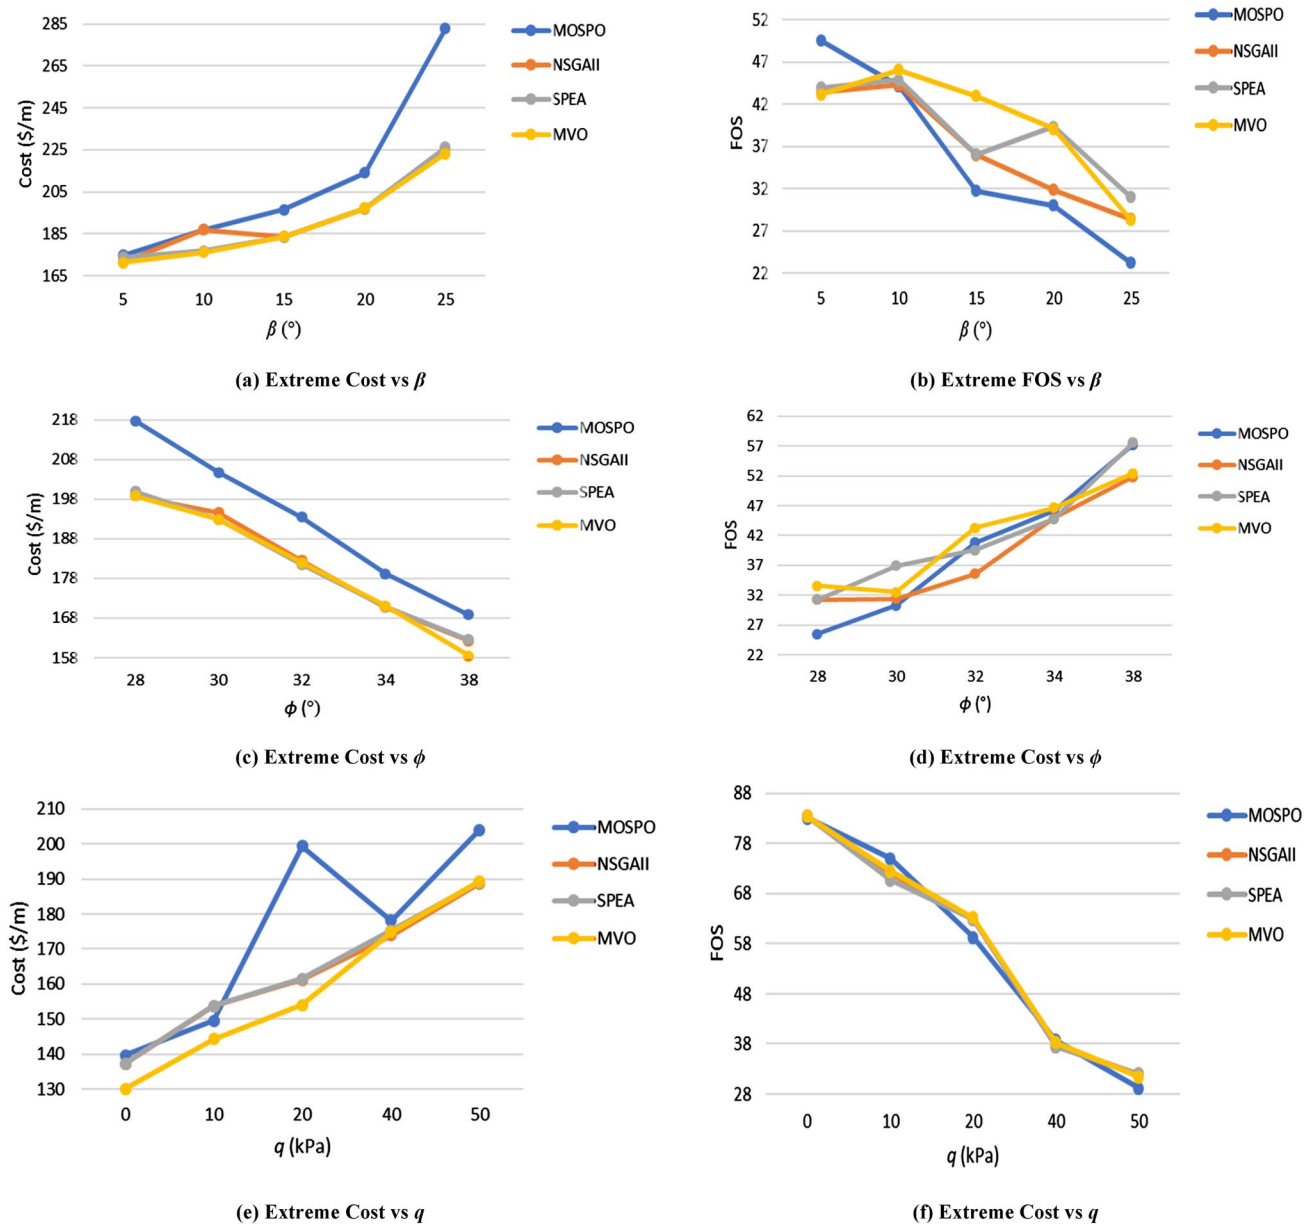 285
265
245
225
205
185
165
Cost ($/m)
5 10 15 20 25
β (°)
MOSPO
NSGAII
SPEA
MVO
(a) Extreme Cost vs β
52
47
42
37
32
27
22
FOS
5 10 15 20 25
β (°)
MOSPO
NSGAII
SPEA
MVO
(b) Extreme FOS vs β
218
208
198
188
178
168
158
Cost ($/m)
28 30 32 34 38
ϕ (°)
MOSPO
NSGAII
SPEA
MVO
(c) Extreme Cost vs ϕ
62
57
52
47
42
37
32
27
22
FOS
28 30 32 34 38
ϕ (°)
MOSPO
NSGAII
SPEA
MVO
(d) Extreme Cost vs ϕ
210
200
190
180
170
160
150
140
130
Cost ($/m)
0 10 20 40 50
q (kPa)
MOSPO
NSGAII
SPEA
MVO
(e) Extreme Cost vs q
88
78
68
58
48
38
28
FOS
0 10 20 40 50
q (kPa)
MOSPO
NSGAII
SPEA
MVO
(f) Extreme Cost vs q